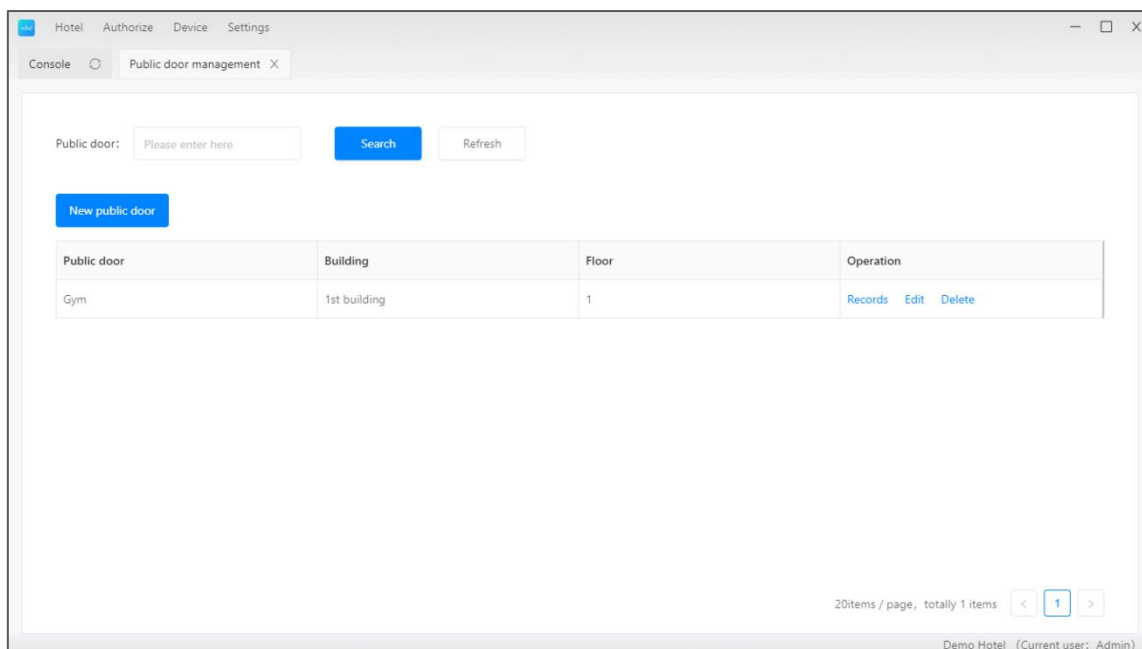 Hotel Authorize Device Settings
Console Public door management X
Public door: Please enter here Search Refresh
New public door
Public door Building Floor Operation
Gym 1st building 1 Records Edit Delete
20items / page, totally 1 items < 1 >
Demo Hotel (Current user: Admin)